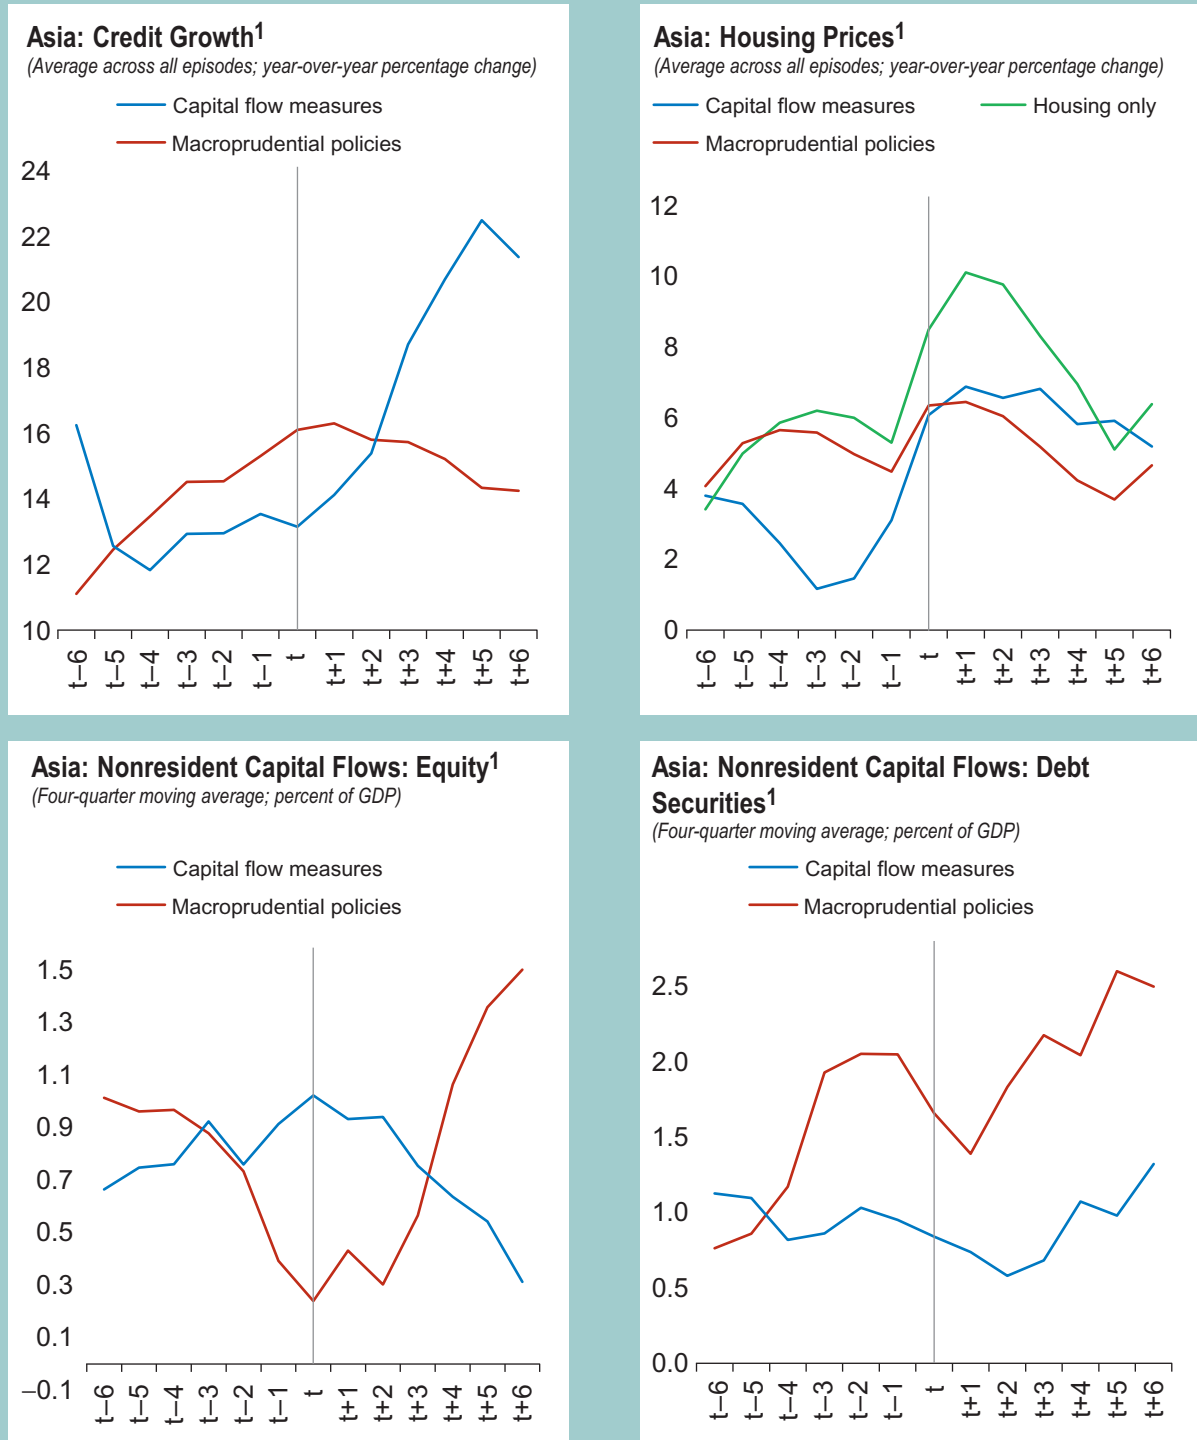 Asia: Credit Growth1
(Average across all episodes; year-over-year percentage change)
Capital flow measures
Macroprudential policies
24
22
20
18
16
14
12
10
t–6 t–5 t–4 t–3 t–2 t–1 t t+1 t+2 t+3 t+4 t+5 t+6
Asia: Housing Prices1
(Average across all episodes; year-over-year percentage change)
Capital flow measures Housing only
Macroprudential policies
12
10
8
6
4
2
0
t–6 t–5 t–4 t–3 t–2 t–1 t t+1 t+2 t+3 t+4 t+5 t+6
Asia: Nonresident Capital Flows: Equity1
(Four-quarter moving average; percent of GDP)
Capital flow measures
Macroprudential policies
1.5
1.3
1.1
0.9
0.7
0.5
0.3
0.1
–0.1
t–6 t–5 t–4 t–3 t–2 t–1 t t+1 t+2 t+3 t+4 t+5 t+6
Asia: Nonresident Capital Flows: Debt
Securities1
(Four-quarter moving average; percent of GDP)
Capital flow measures
Macroprudential policies
2.5
2.0
1.5
1.0
0.5
0.0
t–6 t–5 t–4 t–3 t–2 t–1 t t+1 t+2 t+3 t+4 t+5 t+6